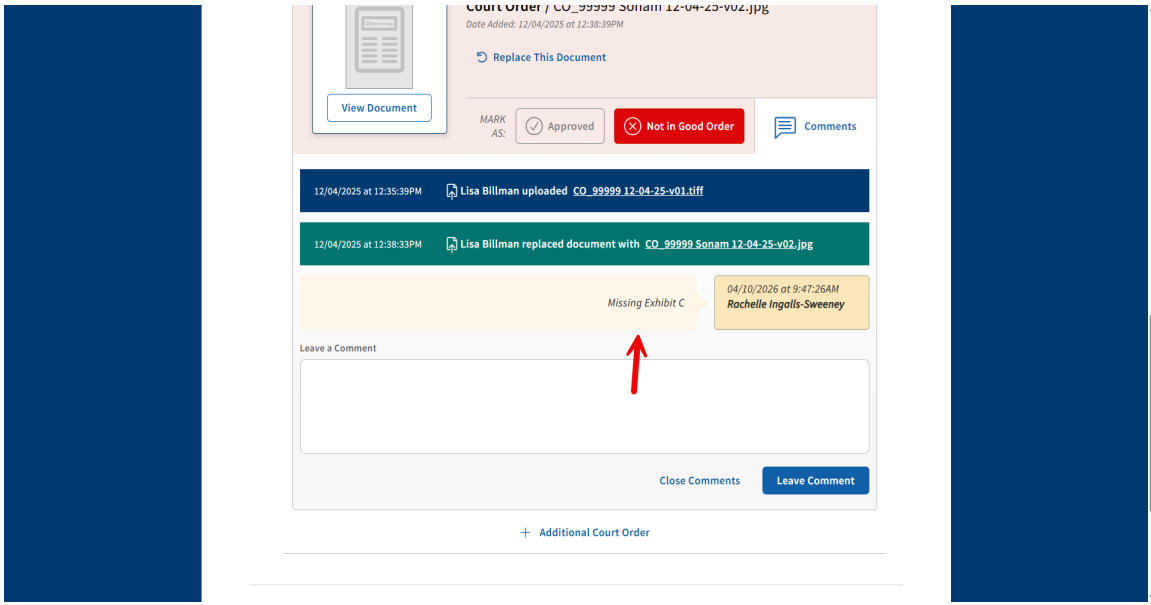 Court Order / CO_99999 Sonam 12-04-25-v02.jpg
Date Added: 12/04/2025 at 12:38:39PM
Replace This Document
View Document
MARK AS:
Approved
Not in Good Order
Comments
12/04/2025 at 12:35:39PM Lisa Billman uploaded CO_99999 12-04-25-v01.tiff
12/04/2025 at 12:38:33PM Lisa Billman replaced document with CO_99999 Sonam 12-04-25-v02.jpg
Missing Exhibit C
04/10/2026 at 9:47:26AM
Rachelle Ingalls-Sweeney
Leave a Comment
Close Comments
Leave Comment
+ Additional Court Order